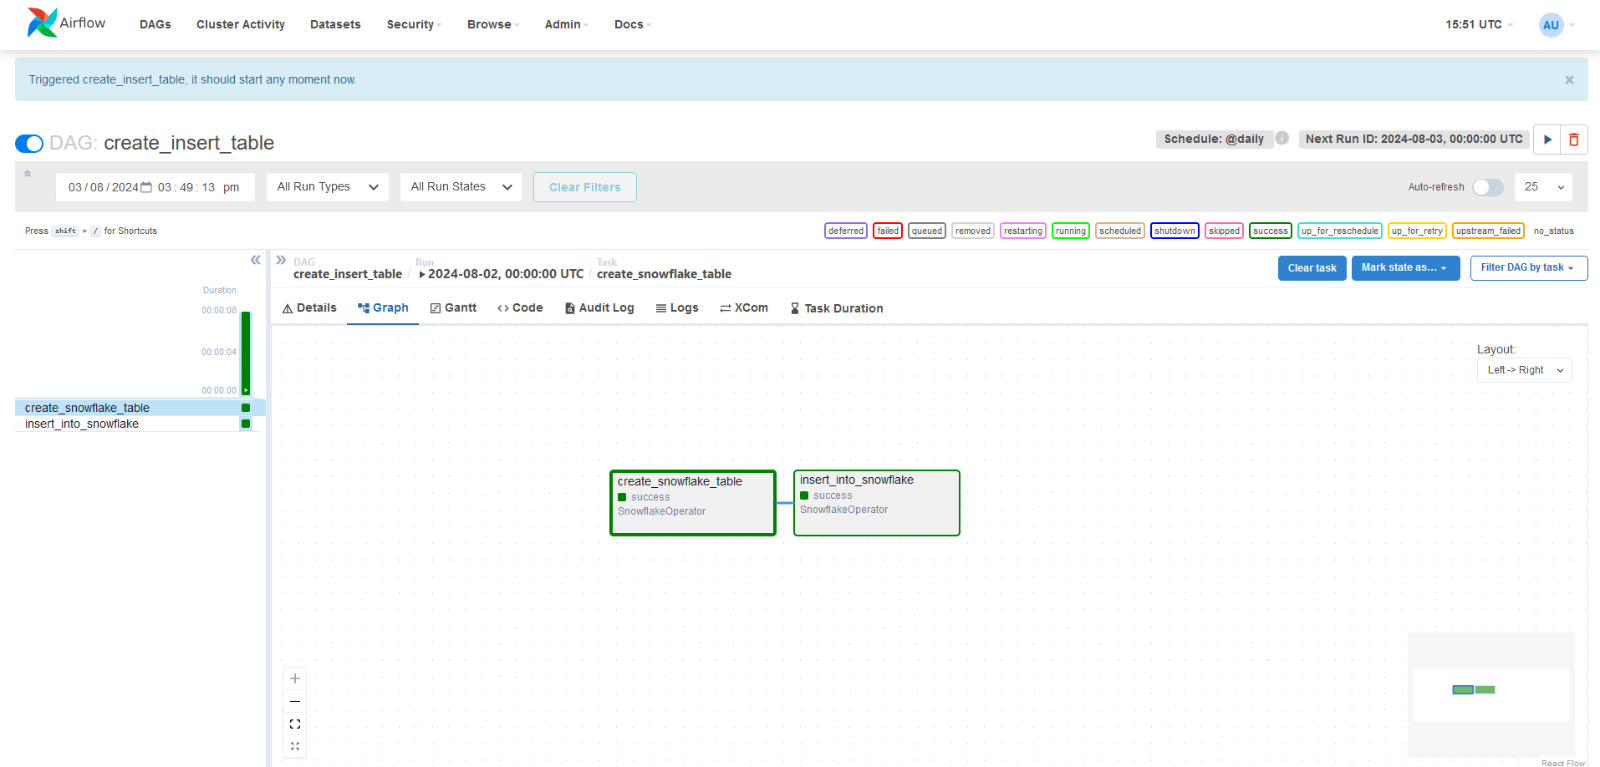 Airflow DAGs Cluster Activity Datasets Security Browse Admin Docs 15:51 UTC AU
Triggered create_insert_table, it should start any moment now. ×
DAG: create_insert_table Schedule: @daily i Next Run ID: 2024-08-03, 00:00:00 UTC
03/08/2024 03:49:13 pm All Run Types All Run States Clear Filters Auto-refresh 25
Press shift + / for Shortcuts deferred failed queued removed restarting running scheduled shutdown skipped success up_for_reschedule up_for_retry upstream_failed no_status
DAG Run Task
create_insert_table / 2024-08-02, 00:00:00 UTC / create_snowflake_table Clear task Mark state as... Filter DAG by task
Duration
Details Graph Gantt Code Audit Log Logs XCom Task Duration
00:00:08
00:00:04
00:00:00
create_snowflake_table
insert_into_snowflake
Layout:
Left -> Right
create_snowflake_table
success
SnowflakeOperator
insert_into_snowflake
success
SnowflakeOperator
React Flow